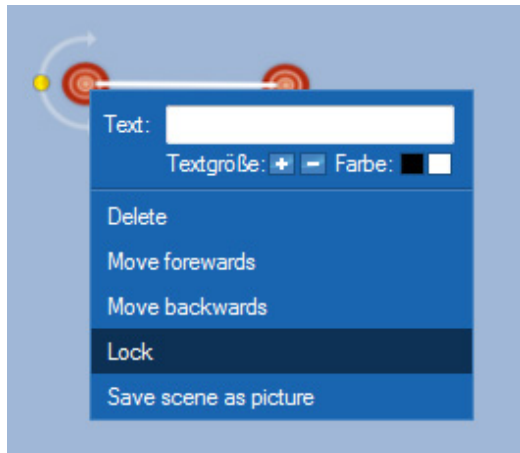 Text:
Textgröße: + − Farbe:
Delete
Move forewards
Move backwards
Lock
Save scene as picture